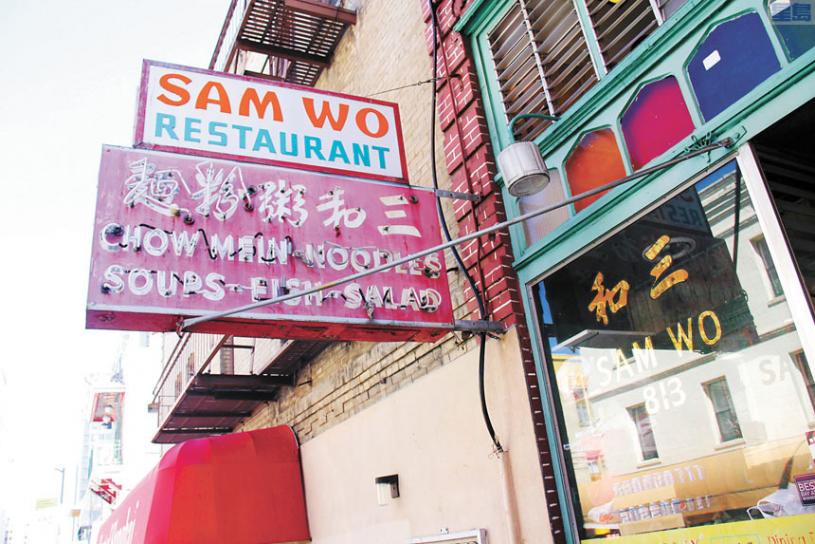 SAM WO
RESTAURANT
三和粥粉麵
CHOW MEIN - NOODLES
SOUPS - FISH - SALAD
三和
SAM WO
813